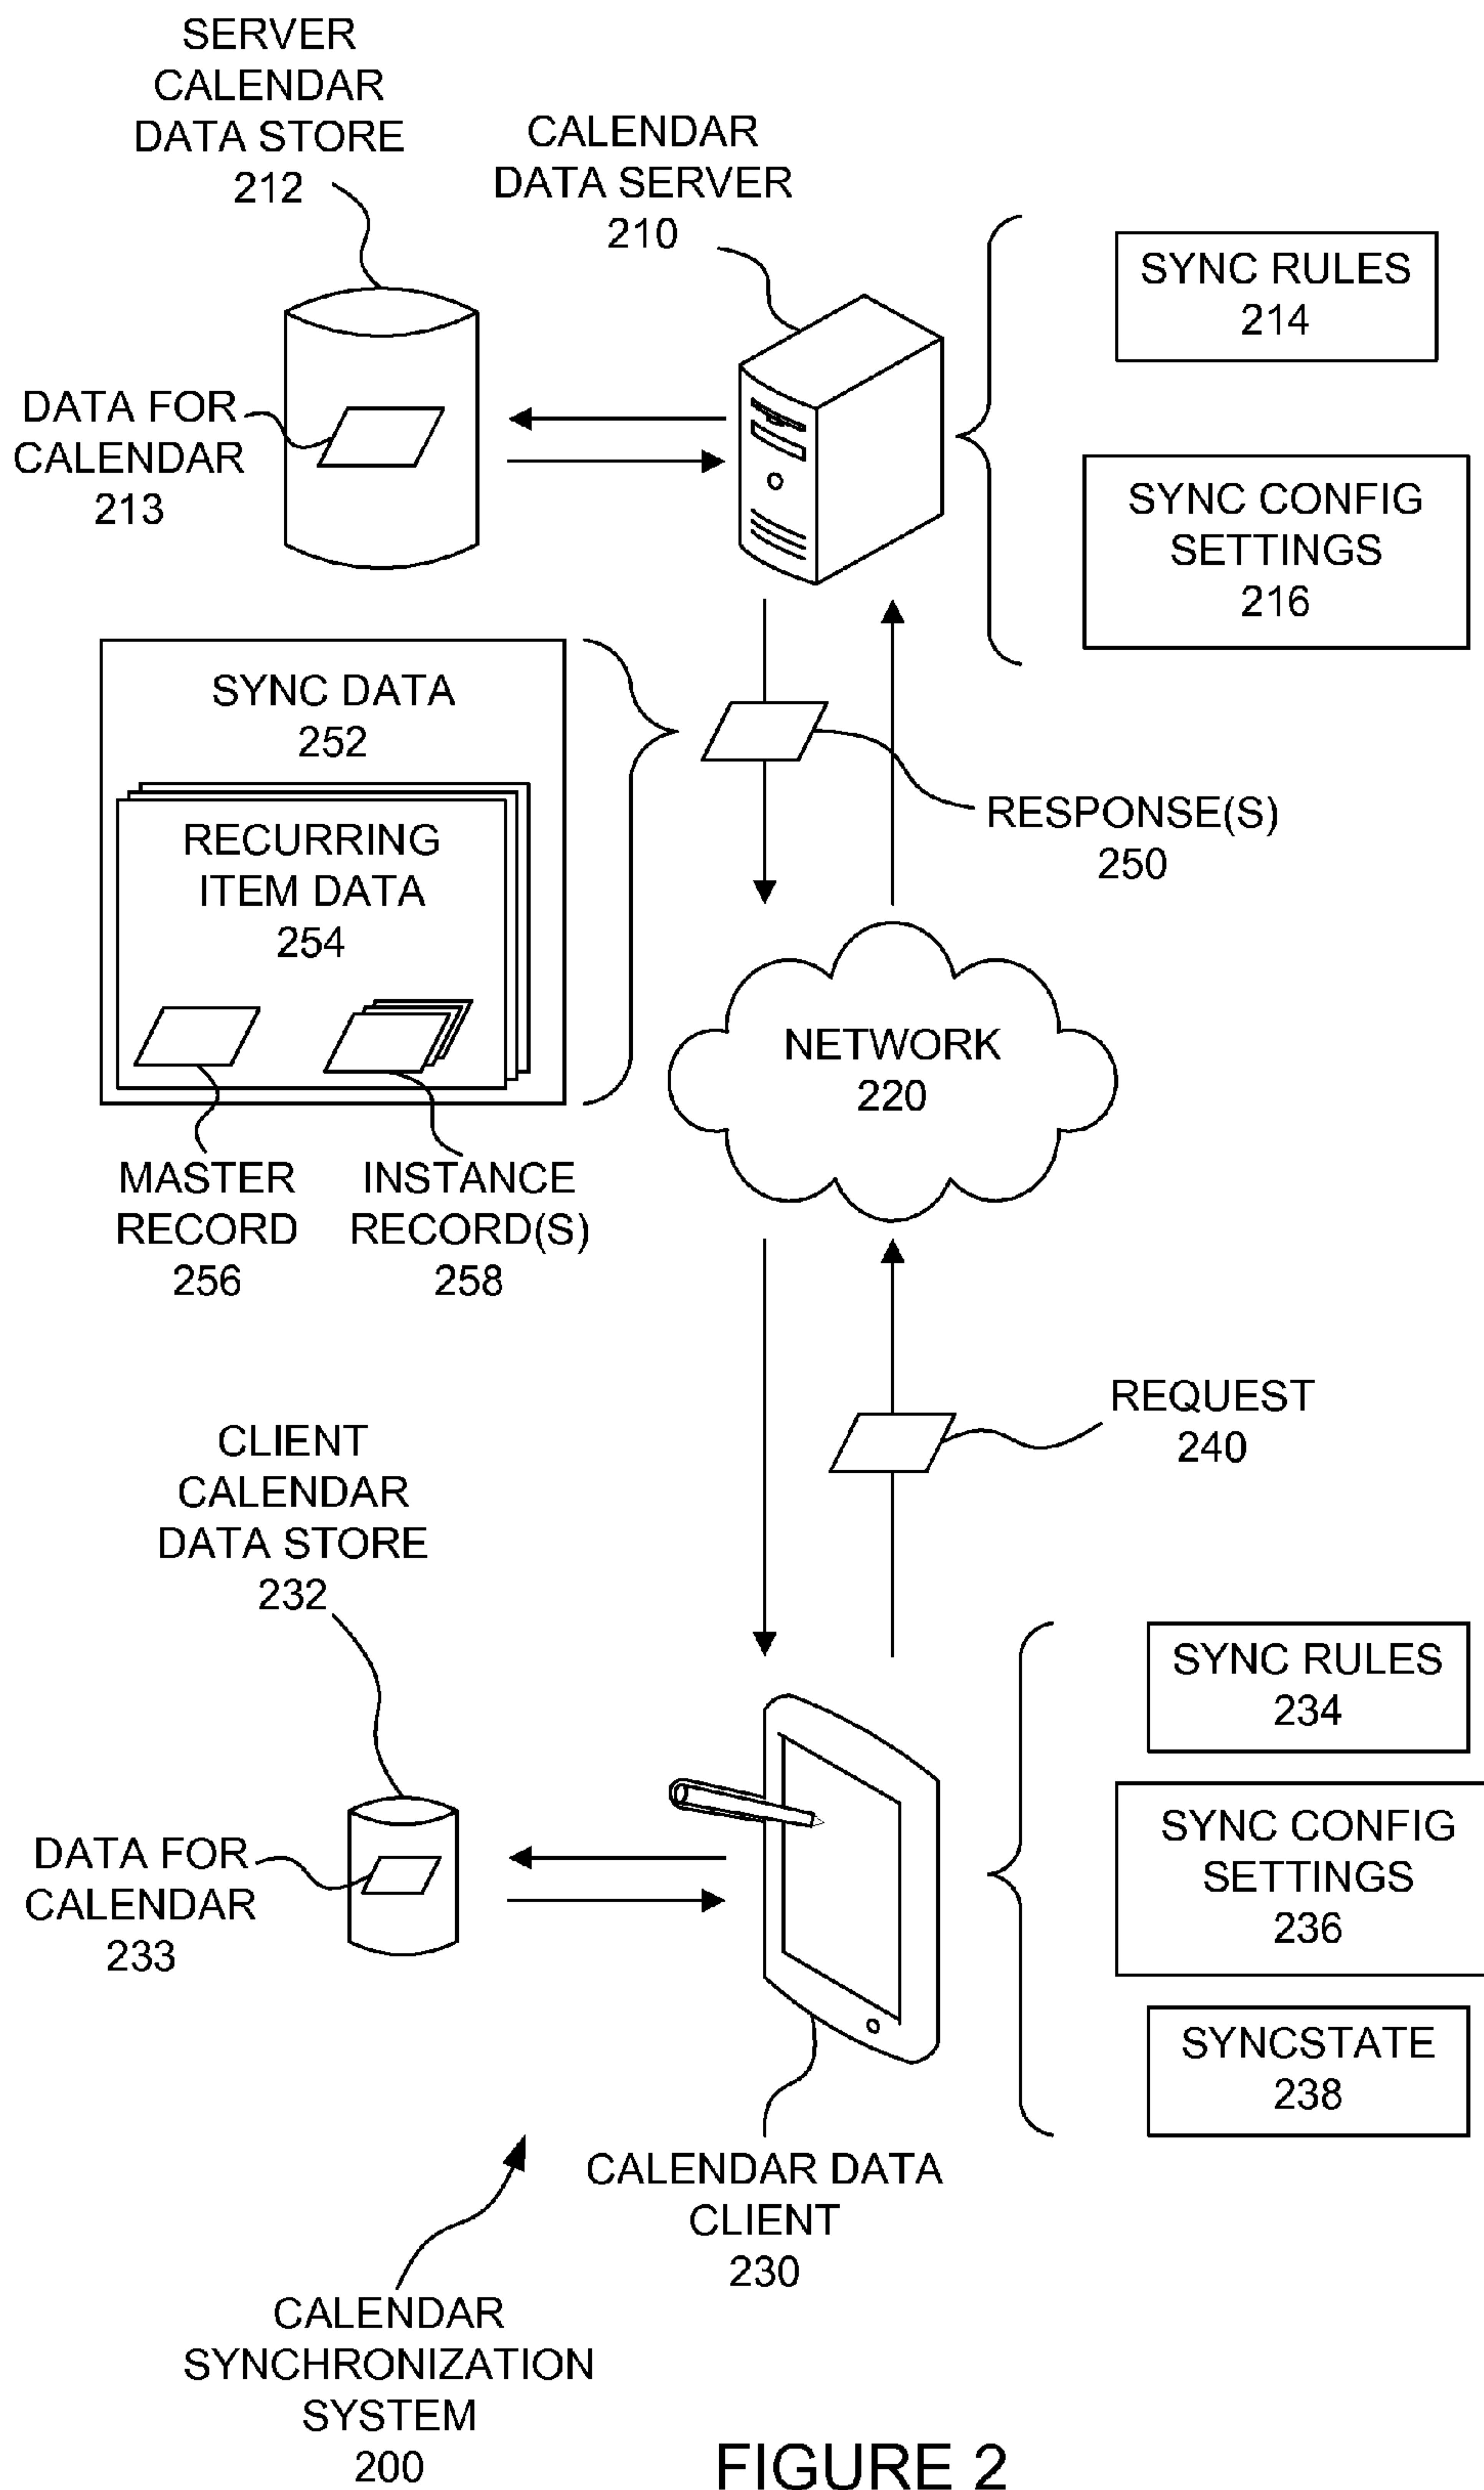 SERVER
CALENDAR
DATA STORE
212
CALENDAR
DATA SERVER
210
SYNC RULES
214
DATA FOR
CALENDAR
213
SYNC CONFIG
SETTINGS
216
SYNC DATA
252
RECURRING
ITEM DATA
254
RESPONSE(S)
250
NETWORK
220
MASTER
RECORD
256
INSTANCE
RECORD(S)
258
REQUEST
240
CLIENT
CALENDAR
DATA STORE
232
SYNC RULES
234
DATA FOR
CALENDAR
233
SYNC CONFIG
SETTINGS
236
SYNCSTATE
238
CALENDAR DATA
CLIENT
230
CALENDAR
SYNCHRONIZATION
SYSTEM
200
FIGURE 2